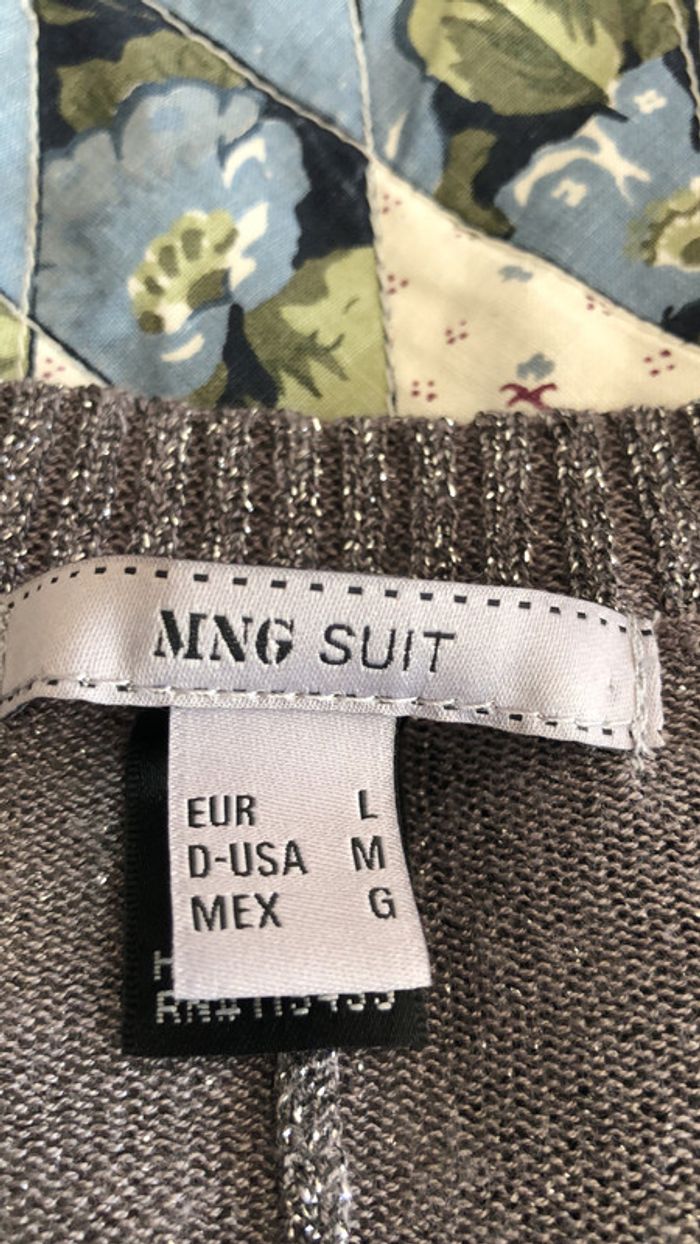 MNG SUIT
EUR L
D-USA M
MEX G